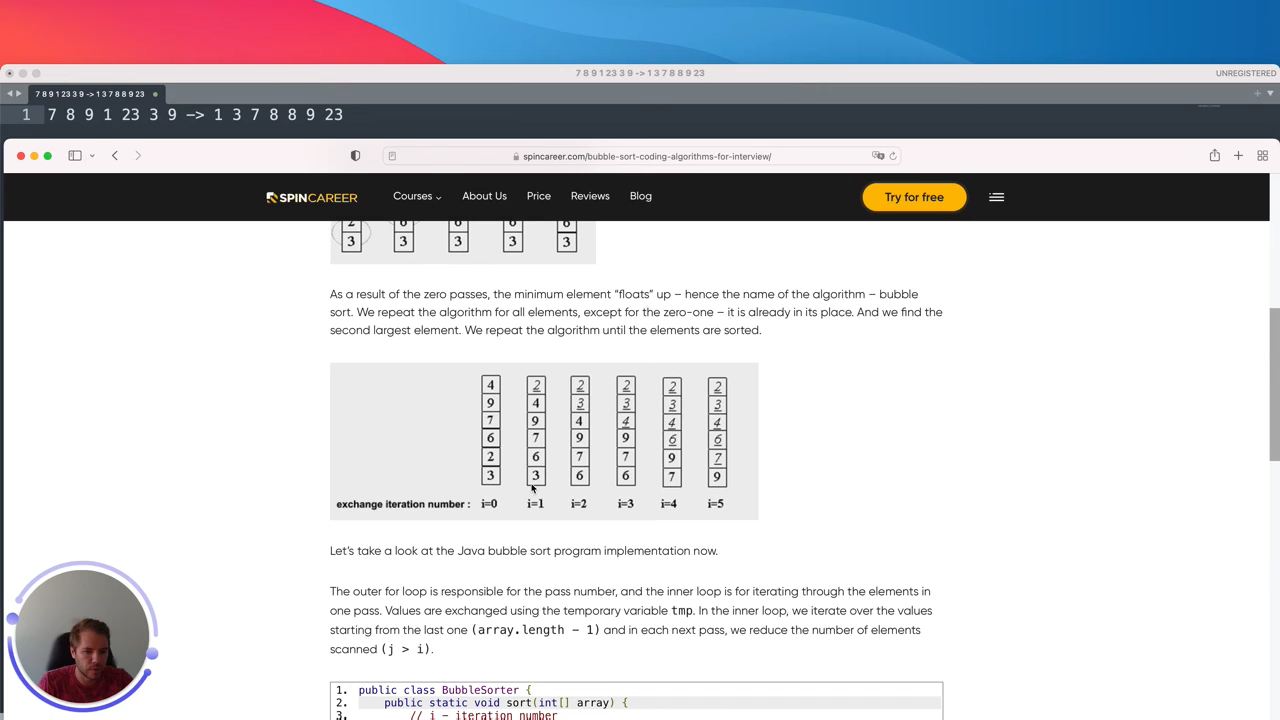 7 8 9 1 23 3 9 -> 1 3 7 8 8 9 23
UNREGISTERED
7 8 9 1 23 3 9 -> 1 3 7 8 8 9 23
1 7 8 9 1 23 3 9 -> 1 3 7 8 8 9 23
spincareer.com/bubble-sort-coding-algorithms-for-interview/
SPINCAREER Courses About Us Price Reviews Blog Try for free
2 6 6 6 6
3 3 3 3 3
As a result of the zero passes, the minimum element “floats” up – hence the name of the algorithm – bubble
sort. We repeat the algorithm for all elements, except for the zero-one – it is already in its place. And we find the
second largest element. We repeat the algorithm until the elements are sorted.
4 2 2 2 2 2
9 4 3 3 3 3
7 9 4 4 4 4
6 7 9 9 6 6
2 6 7 7 9 7
3 3 6 6 7 9
exchange iteration number : i=0 i=1 i=2 i=3 i=4 i=5
Let’s take a look at the Java bubble sort program implementation now.
The outer for loop is responsible for the pass number, and the inner loop is for iterating through the elements in
one pass. Values are exchanged using the temporary variable tmp. In the inner loop, we iterate over the values
starting from the last one (array.length - 1) and in each next pass, we reduce the number of elements
scanned (j > i).
1. public class BubbleSorter {
2. public static void sort(int[] array) {
3. // i - iteration number